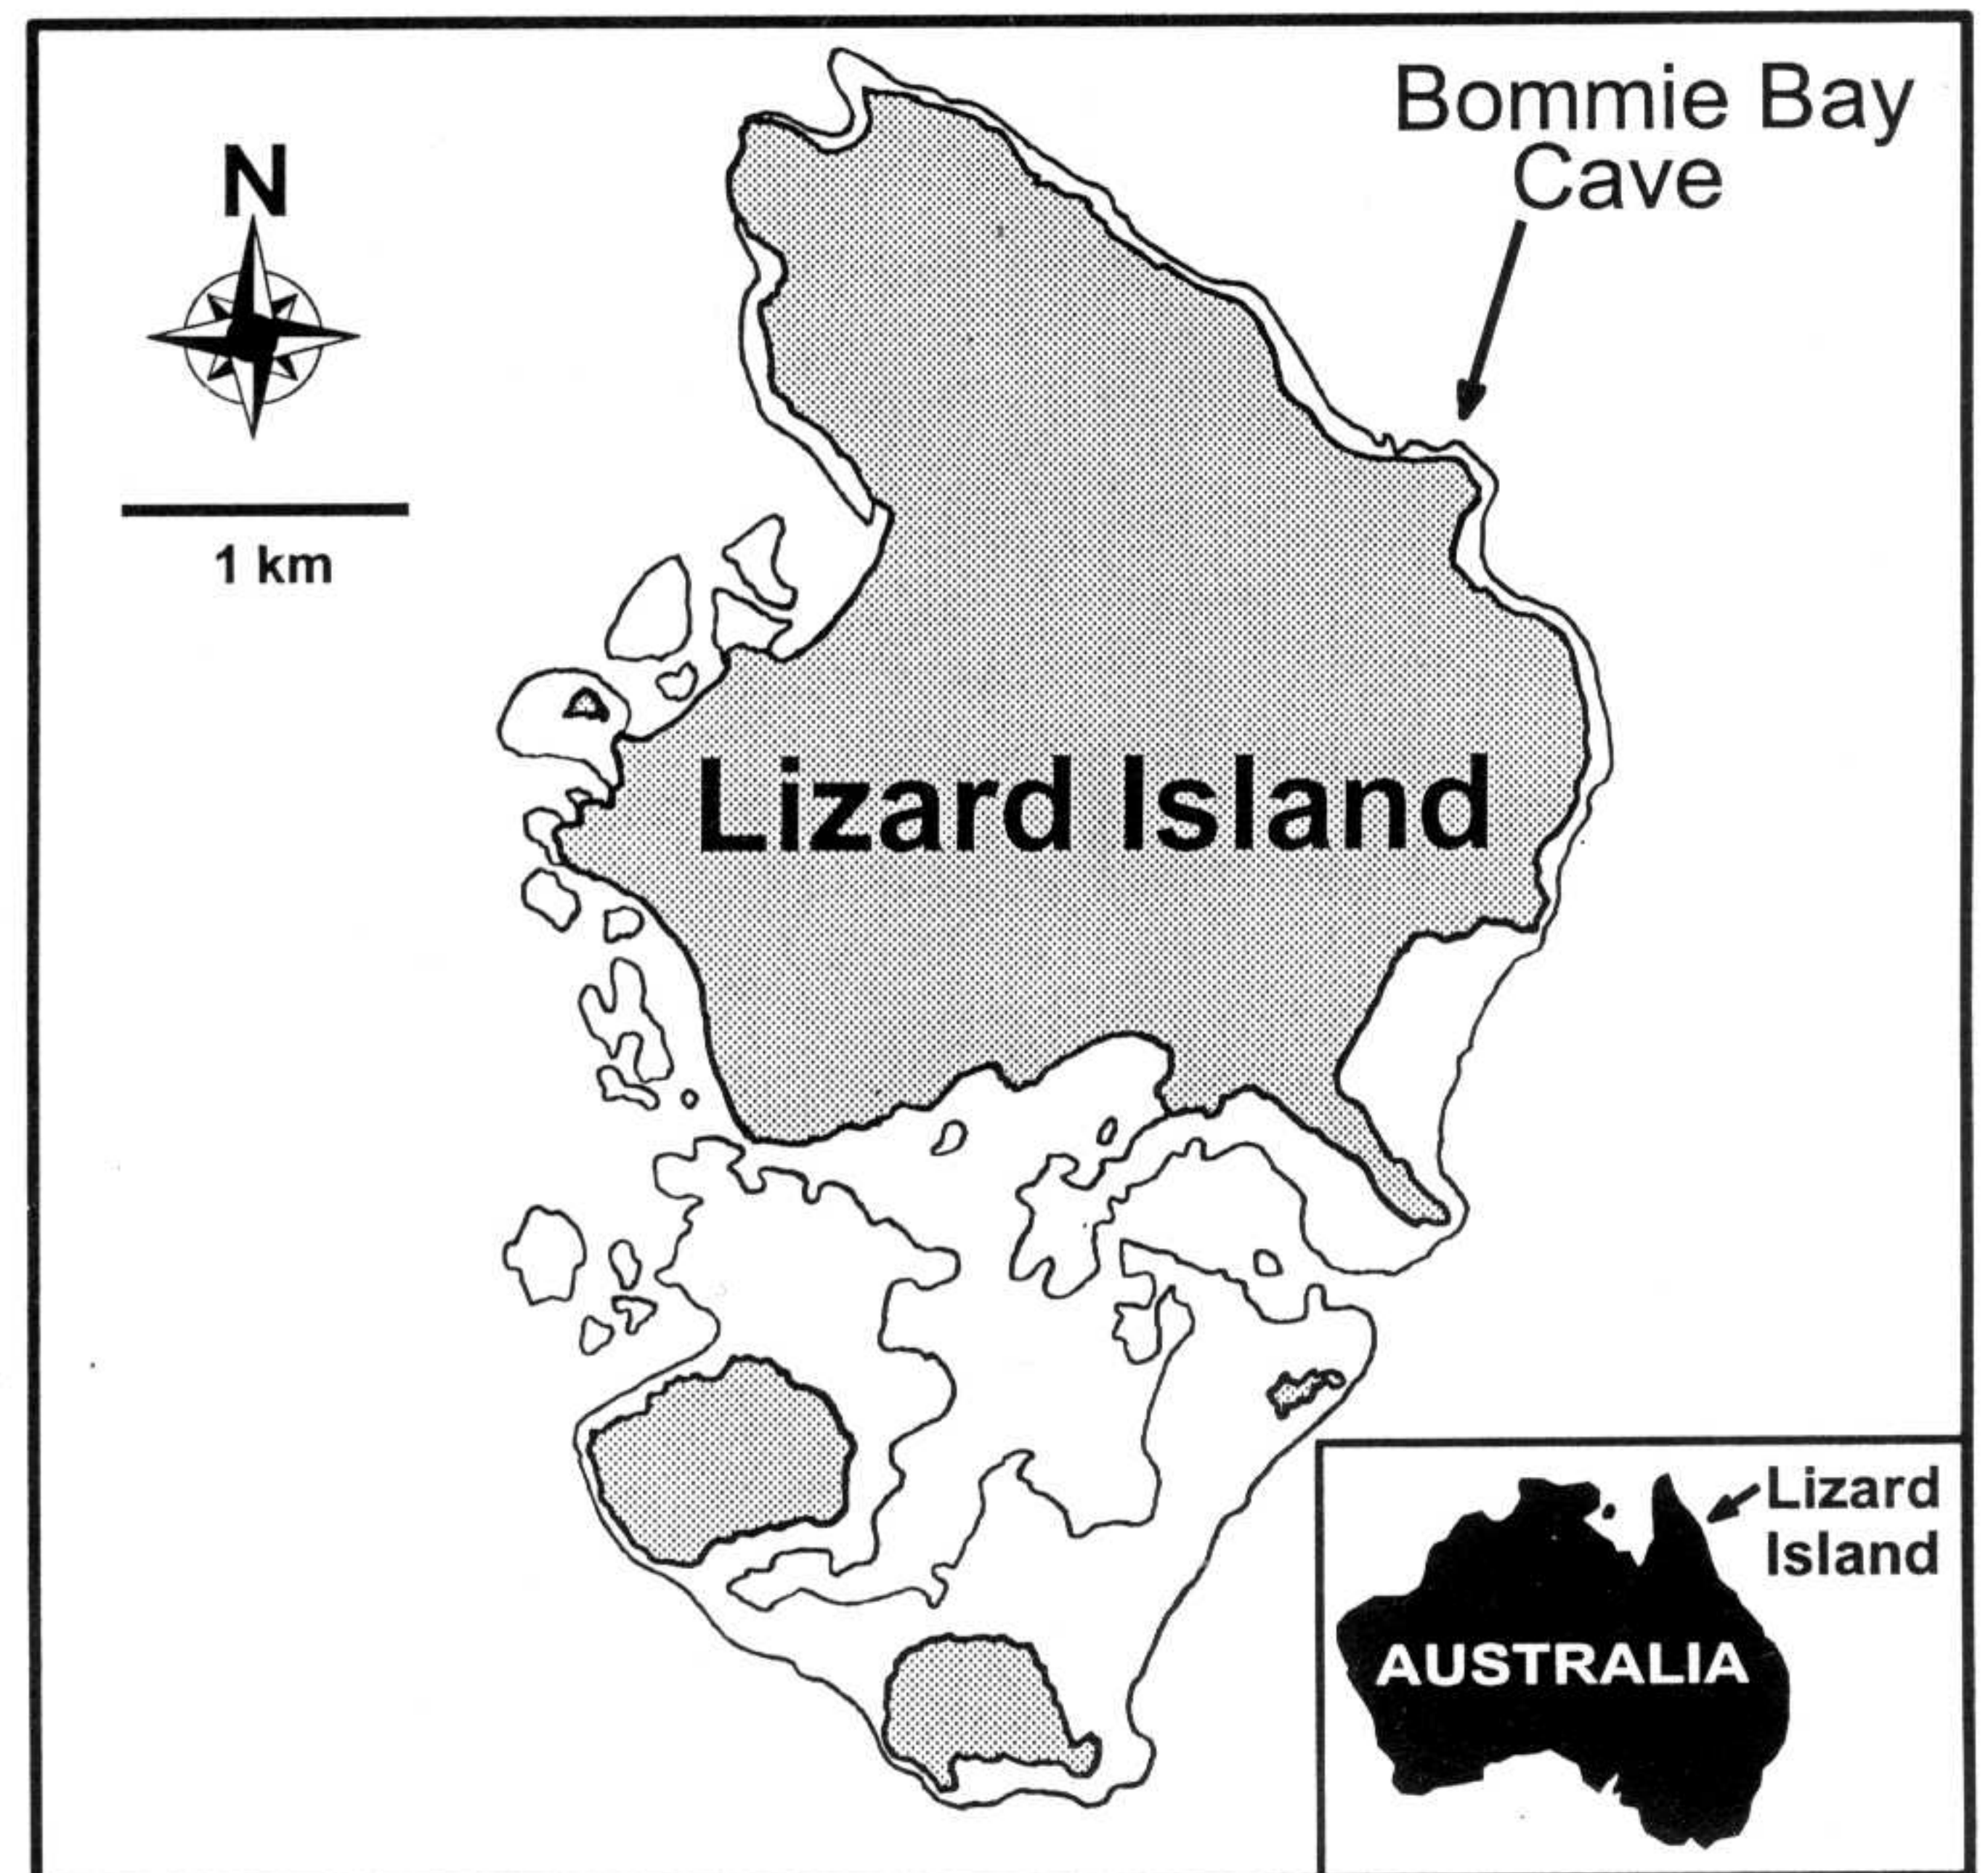 Bommie Bay
Cave
N
1 km
Lizard Island
Lizard
Island
AUSTRALIA